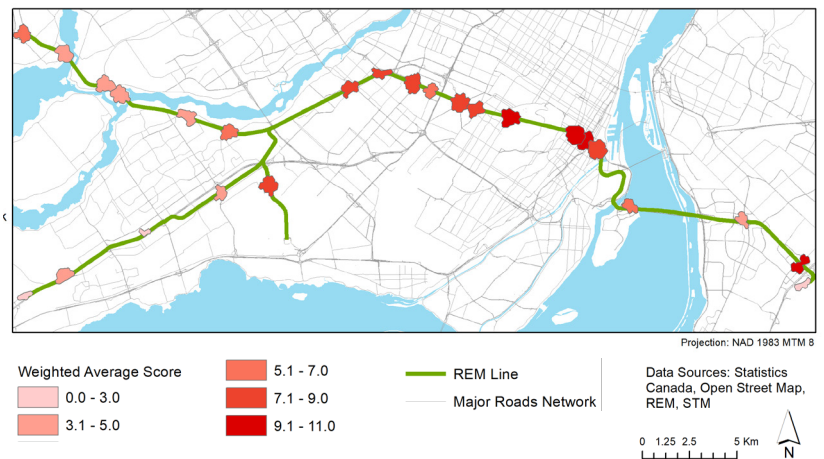 Projection: NAD 1983 MTM 8
Weighted Average Score
0.0 - 3.0
3.1 - 5.0
5.1 - 7.0
7.1 - 9.0
9.1 - 11.0
REM Line
Major Roads Network
Data Sources: Statistics
Canada, Open Street Map,
REM, STM
0 1.25 2.5 5 Km
N